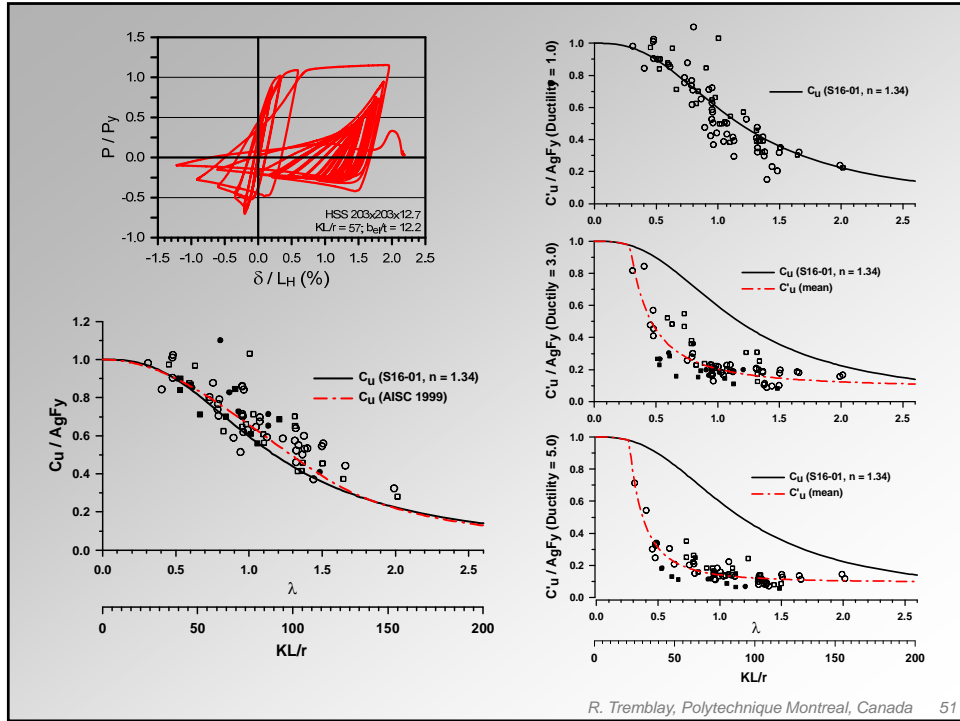 1.5
1.0
0.5
0.0
-0.5
-1.0
P / Py
HSS 203x203x12.7
KL/r = 57; bel/t = 12.2
-1.5 -1.0 -0.5 0.0 0.5 1.0 1.5 2.0 2.5
δ / LH (%)
1.2
1.0
0.8
0.6
0.4
0.2
0.0
Cu / AgFy
Cu (S16-01, n = 1.34)
Cu (AISC 1999)
0.0 0.5 1.0 1.5 2.0 2.5
λ
0 50 100 150 200
KL/r
1.0
0.8
0.6
0.4
0.2
0.0
C'u / AgFy (Ductility = 1.0)
Cu (S16-01, n = 1.34)
0.0 0.5 1.0 1.5 2.0 2.5
1.0
0.8
0.6
0.4
0.2
0.0
C'u / AgFy (Ductily = 3.0)
Cu (S16-01, n = 1.34)
C'u (mean)
0.0 0.5 1.0 1.5 2.0 2.5
1.0
0.8
0.6
0.4
0.2
0.0
C'u / AgFy (Ductility = 5.0)
Cu (S16-01, n = 1.34)
C'u (mean)
0.0 0.5 1.0 1.5 2.0 2.5
λ
0 50 100 150 200
KL/r
R. Tremblay, Polytechnique Montreal, Canada 51